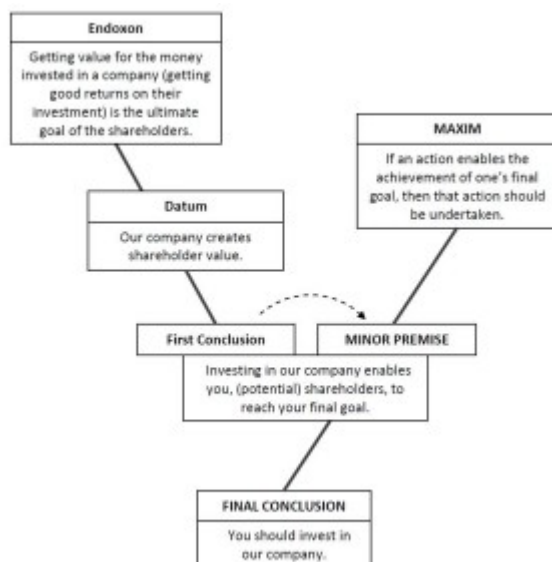 Endoxon
Getting value for the money
invested in a company (getting
good returns on their
investment) is the ultimate
goal of the shareholders.
MAXIM
If an action enables the
achievement of one's final
goal, then that action should
be undertaken.
Datum
Our company creates
shareholder value.
First Conclusion
MINOR PREMISE
Investing in our company enables
you, (potential) shareholders, to
reach your final goal.
FINAL CONCLUSION
You should invest in
our company.